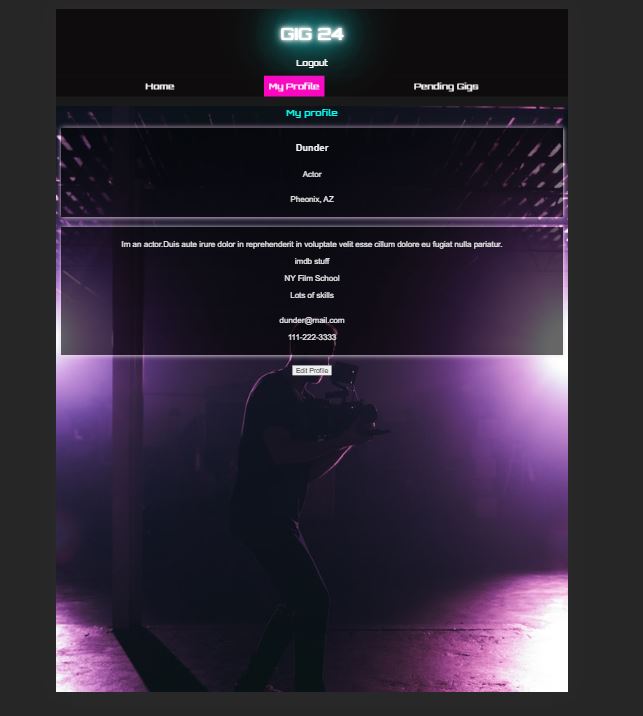 GIG 24
Logout
Home My Profile Pending Gigs
My profile
Dunder
Actor
Pheonix, AZ
Im an actor.Duis aute irure dolor in reprehenderit in voluptate velit esse cillum dolore eu fugiat nulla pariatur.
imdb stuff
NY Film School
Lots of skills
dunder@mail.com
111-222-3333
Edit Profile